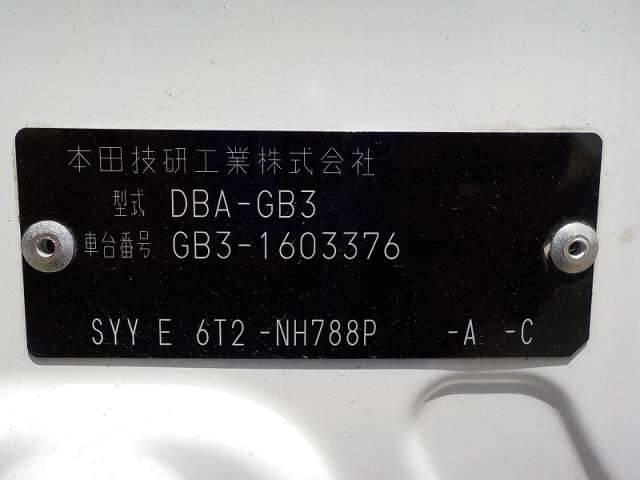 本田技研工業株式会社
型式 DBA-GB3
車台番号 GB3-1603376
SYY E 6T2 -NH788P -A -C